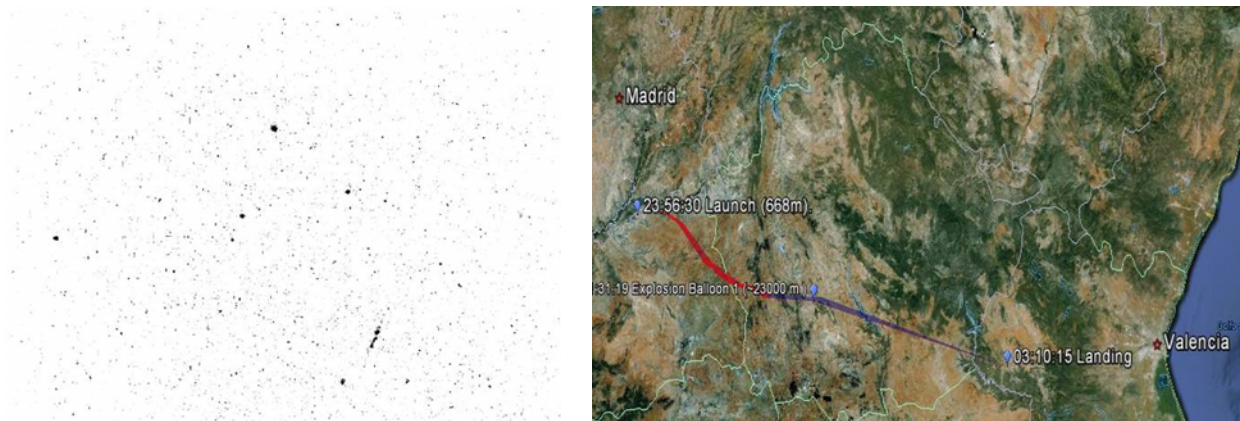 Madrid
23:56:30 Launch (668m)
:31:19 Explosion Balloon 1 (~23000 m)
03:10:15 Landing
Valencia